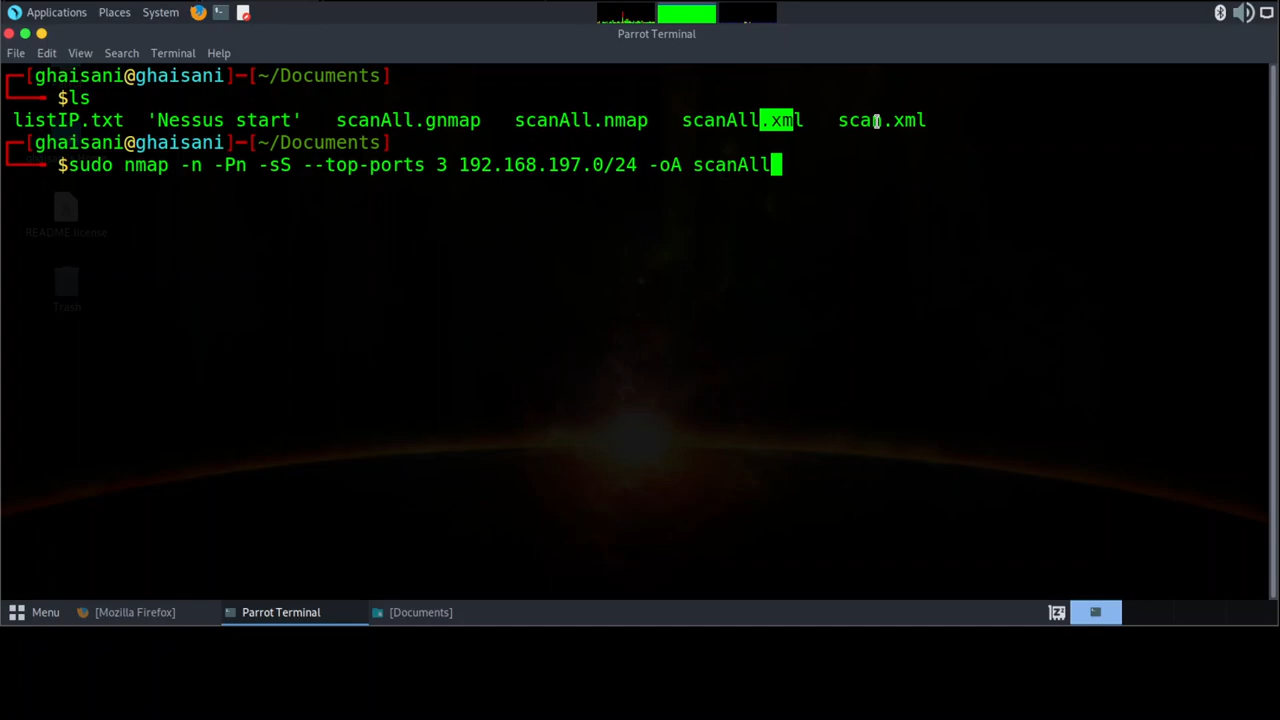 Applications Places System
Parrot Terminal
File Edit View Search Terminal Help
┌─[ghaisani@ghaisani]─[~/Documents]
└──╼ $ls
listIP.txt 'Nessus start' scanAll.gnmap scanAll.nmap scanAll.xml scan.xml
┌─[ghaisani@ghaisani]─[~/Documents]
└──╼ $sudo nmap -n -Pn -sS --top-ports 3 192.168.197.0/24 -oA scanAll
README license
Trash
Menu [Mozilla Firefox] Parrot Terminal [Documents]